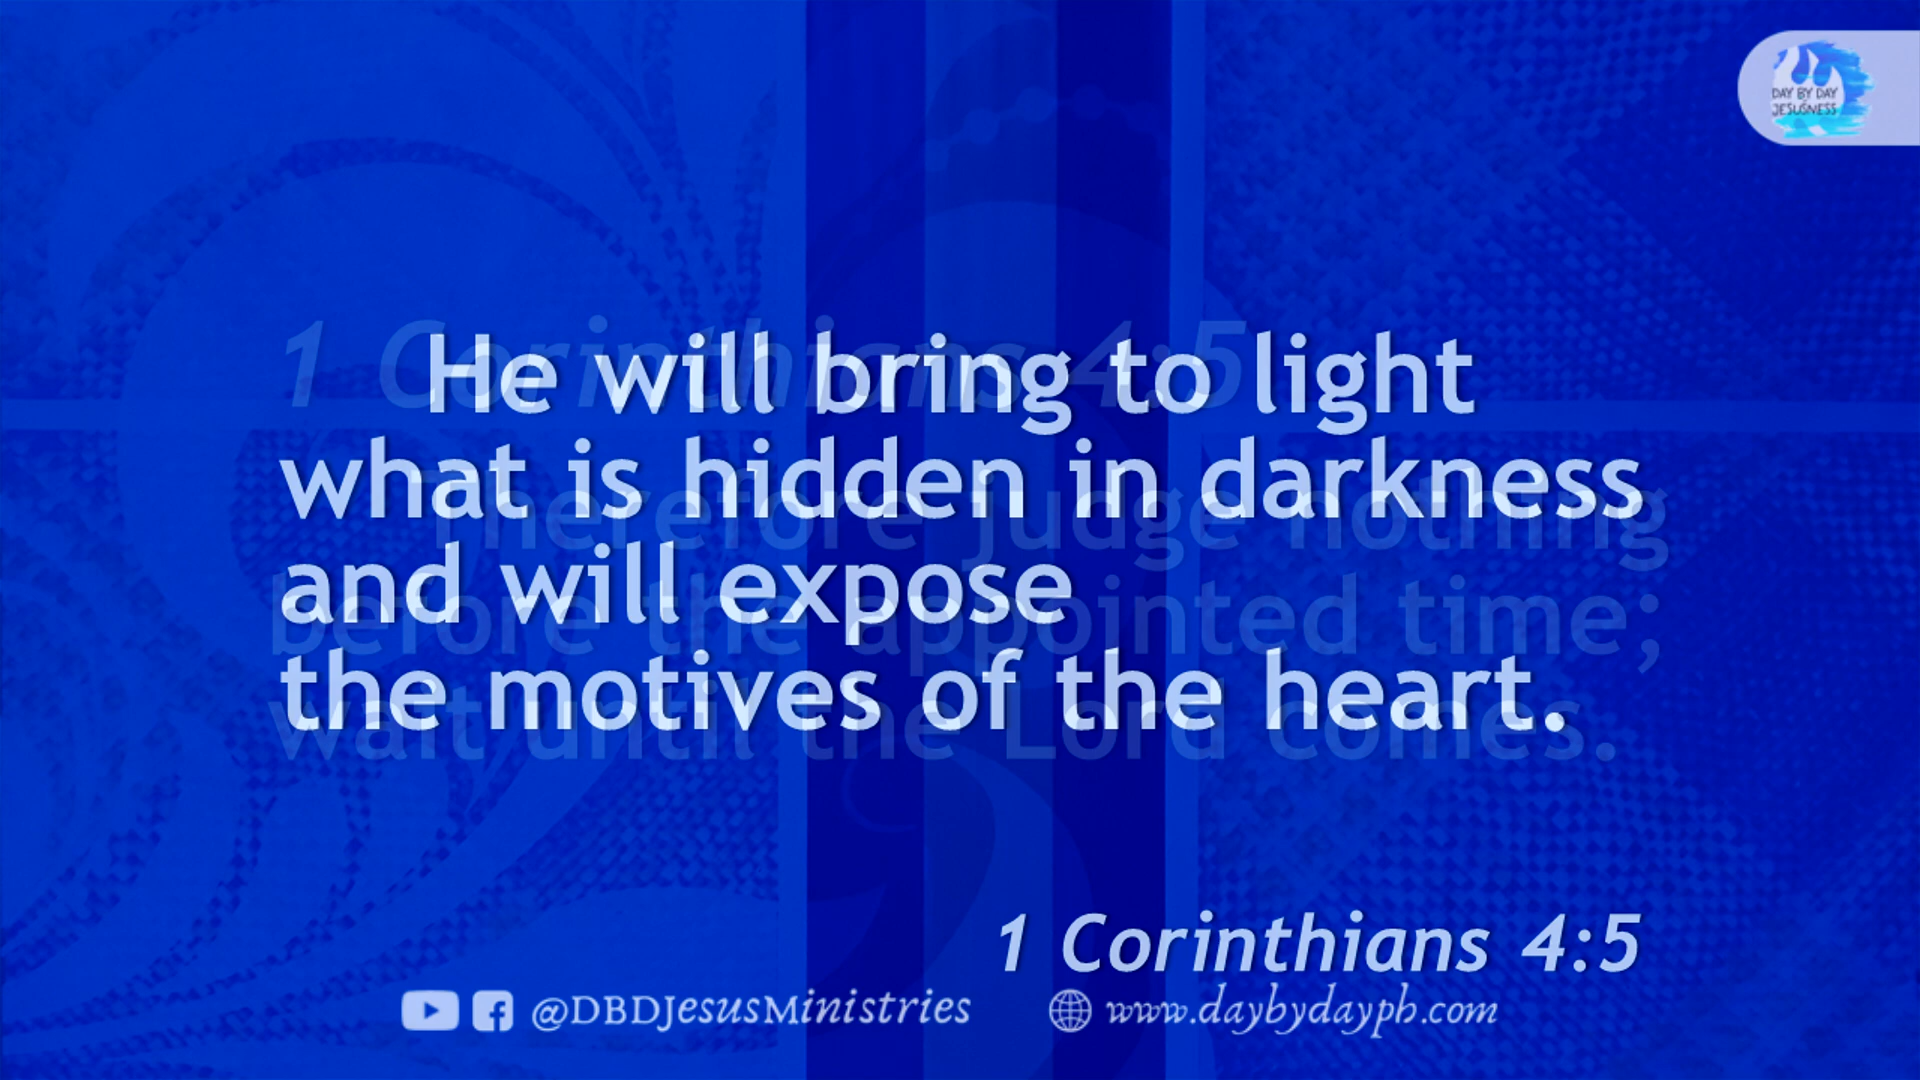 DAY BY DAY
JESUSNESS
1 Corinthians 4:5
He will bring to light
what is hidden in darkness
and will expose
the motives of the heart.
Therefore judge nothing
before the appointed time;
wait until the Lord comes.
1 Corinthians 4:5
@DBDJesusMinistries
www.daybydayph.com